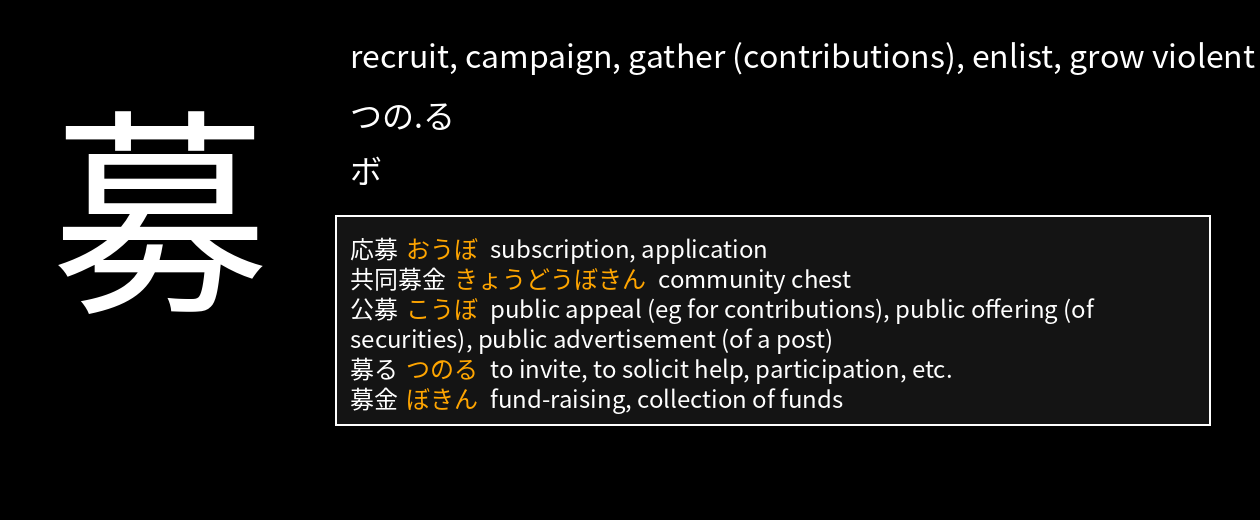 募
recruit, campaign, gather (contributions), enlist, grow violent
つの.る
ボ
応募 おうぼ subscription, application
共同募金 きょうどうぼきん community chest
公募 こうぼ public appeal (eg for contributions), public offering (of
securities), public advertisement (of a post)
募る つのる to invite, to solicit help, participation, etc.
募金 ぼきん fund-raising, collection of funds